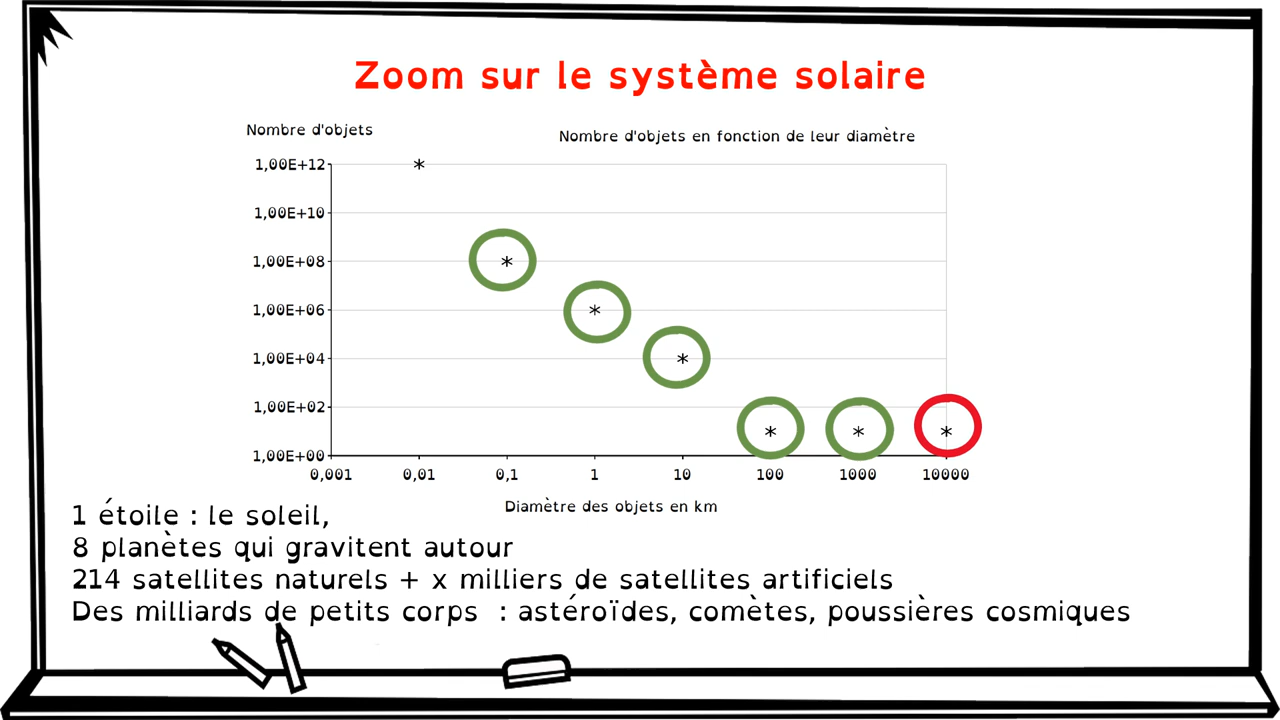 Zoom sur le système solaire
Nombre d'objets
Nombre d'objets en fonction de leur diamètre
1,00E+12
1,00E+10
1,00E+08
1,00E+06
1,00E+04
1,00E+02
1,00E+00
0,001 0,01 0,1 1 10 100 1000 10000
Diamètre des objets en km
1 étoile : le soleil,
8 planètes qui gravitent autour
214 satellites naturels + x milliers de satellites artificiels
Des milliards de petits corps : astéroïdes, comètes, poussières cosmiques